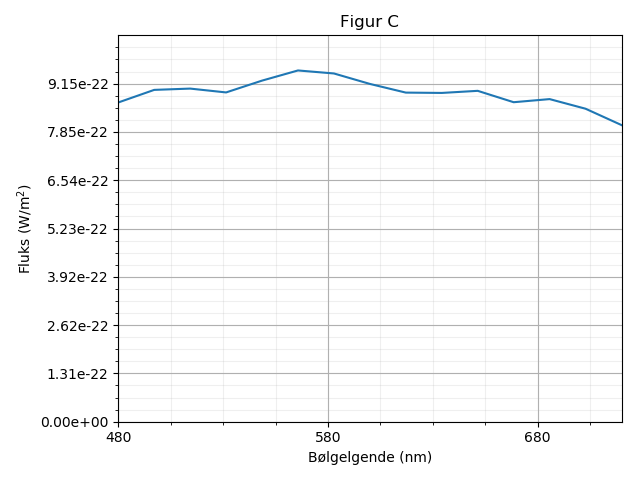 Figur C
9.15e-22
7.85e-22
6.54e-22
5.23e-22
3.92e-22
2.62e-22
1.31e-22
0.00e+00
Fluks (W/m²)
480 580 680
Bølgelgende (nm)